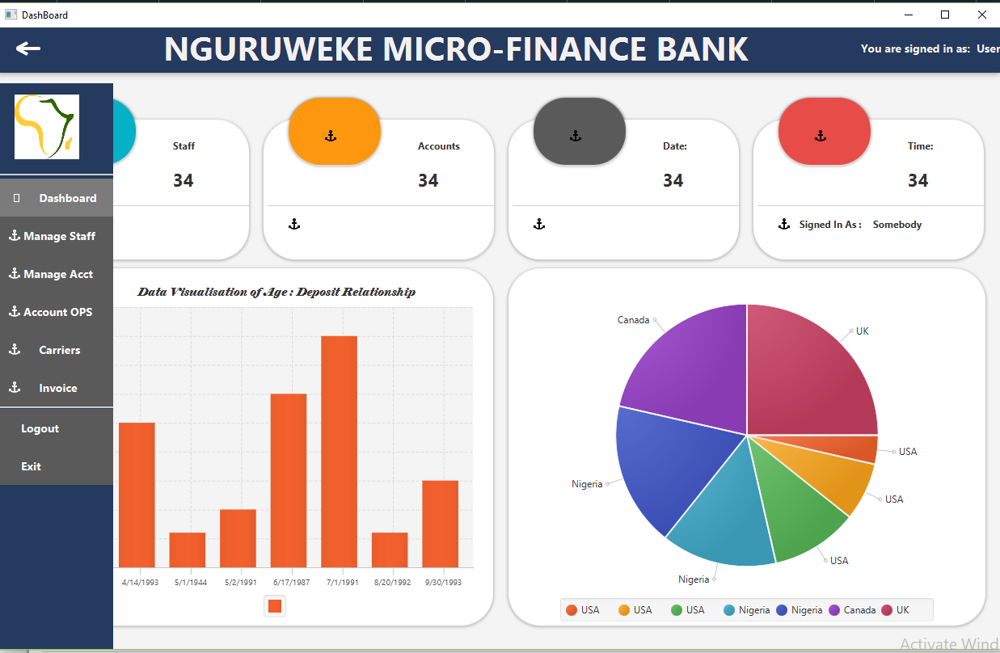 DashBoard
NGURUWEKE MICRO-FINANCE BANK
You are signed in as: User
Staff
34
Accounts
34
Date:
34
Time:
34
Signed In As : Somebody
Dashboard
Manage Staff
Manage Acct
Account OPS
Carriers
Invoice
Logout
Exit
Data Visualisation of Age : Deposit Relationship
4/14/1993 5/1/1944 5/2/1991 6/17/1987 7/1/1991 8/20/1992 9/30/1993
Canada
UK
USA
Nigeria
USA
USA
Nigeria
USA USA USA Nigeria Nigeria Canada UK
Activate Wind